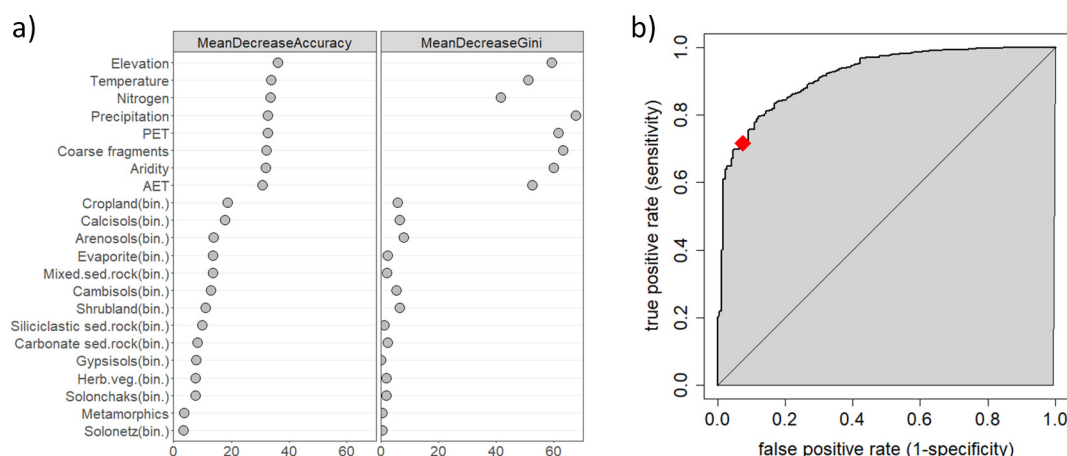 a)
MeanDecreaseAccuracy
MeanDecreaseGini
Elevation
Temperature
Nitrogen
Precipitation
PET
Coarse fragments
Aridity
AET
Cropland(bin.)
Calcisols(bin.)
Arenosols(bin.)
Evaporite(bin.)
Mixed.sed.rock(bin.)
Cambisols(bin.)
Shrubland(bin.)
Siliciclastic sed.rock(bin.)
Carbonate sed.rock(bin.)
Gypsisols(bin.)
Herb.veg.(bin.)
Solonchaks(bin.)
Metamorphics
Solonetz(bin.)
0 20 40 60 0 20 40 60
b)
true positive rate (sensitivity)
1.0
0.8
0.6
0.4
0.2
0.0
0.0 0.2 0.4 0.6 0.8 1.0
false positive rate (1-specificity)